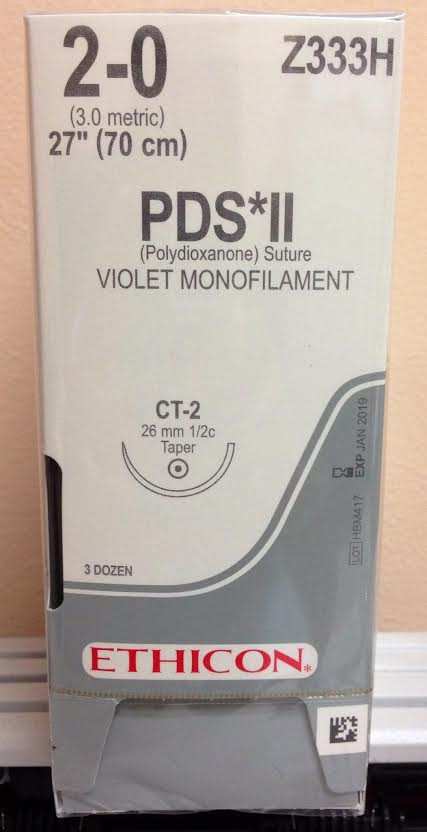 2-0
Z333H
(3.0 metric)
27" (70 cm)
PDS*II
(Polydioxanone) Suture
VIOLET MONOFILAMENT
CT-2
26 mm 1/2c
Taper
EXP JAN 2019
LOT HBM417
3 DOZEN
ETHICON*